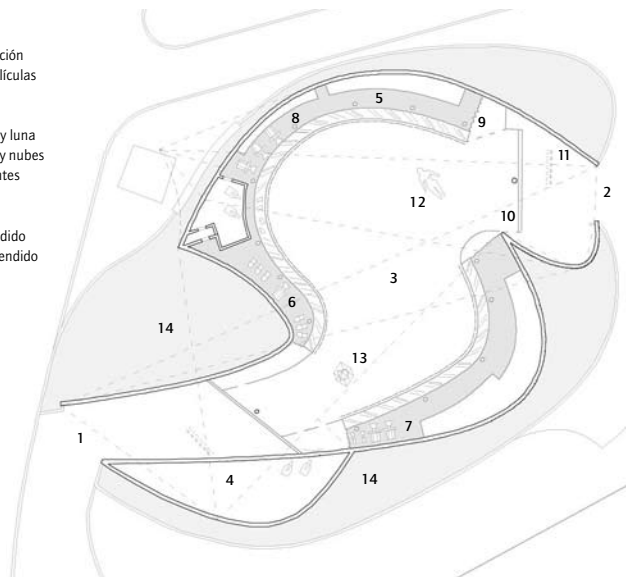 ción
lículas
y luna
y nubes
ntes
dido
endido
5
8
9
11
2
12
10
3
6
14
13
7
1
4
14